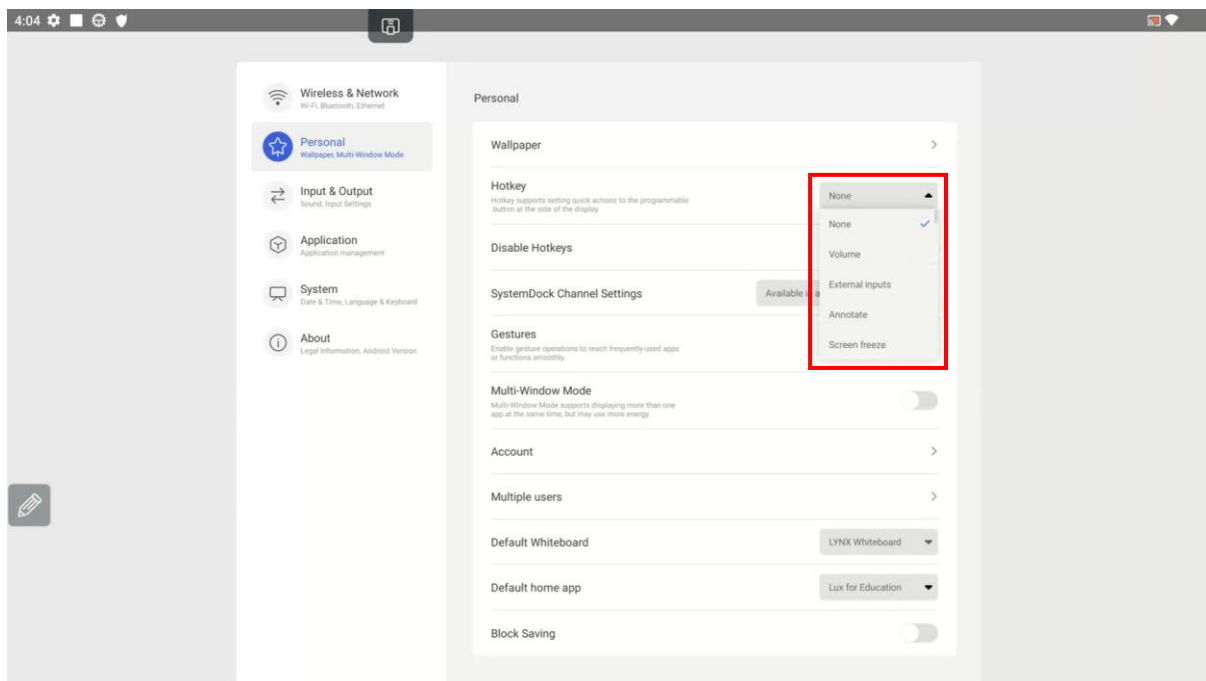 4:04
Wireless & Network
Wi-Fi, Bluetooth, Ethernet
Personal
Wallpaper, Multi-Window Mode
Input & Output
Sound, Input Settings
Application
Application management
System
Date & Time, Language & Keyboard
About
Legal Information, Android Version
Personal
Wallpaper
Hotkey
Hotkey supports setting quick actions to the programmable
button at the side of the display
None
None
Volume
External inputs
Annotate
Screen freeze
Disable Hotkeys
SystemDock Channel Settings
Available in a
Gestures
Enable gesture operations to reach frequently-used apps
or functions smoothly.
Multi-Window Mode
Multi-Window Mode supports displaying more than one
app at the same time, but may use more energy.
Account
Multiple users
Default Whiteboard
LYNX Whiteboard
Default home app
Lux for Education
Block Saving